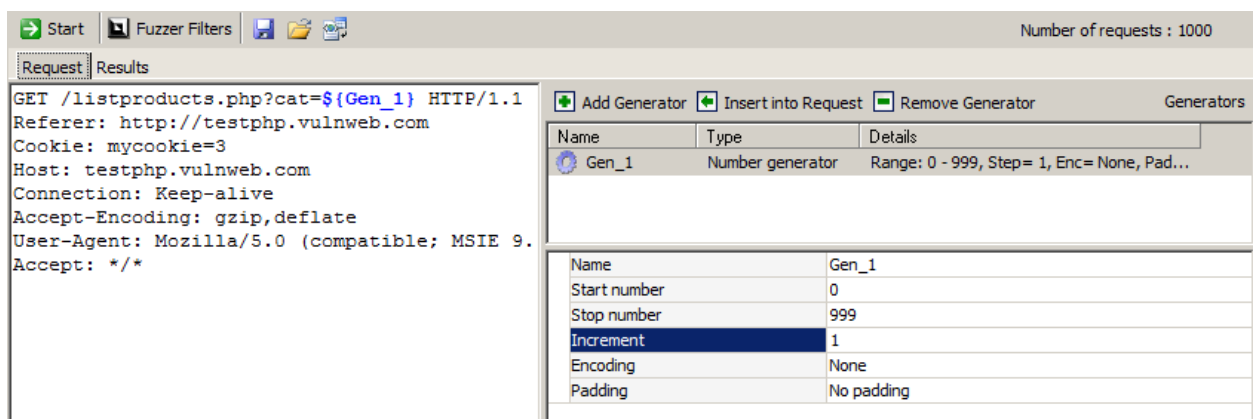 Start Fuzzer Filters Number of requests : 1000
Request Results
GET /listproducts.php?cat=${Gen_1} HTTP/1.1
Referer: http://testphp.vulnweb.com
Cookie: mycookie=3
Host: testphp.vulnweb.com
Connection: Keep-alive
Accept-Encoding: gzip,deflate
User-Agent: Mozilla/5.0 (compatible; MSIE 9.
Accept: */*
Add Generator Insert into Request Remove Generator Generators
Name Type Details
Gen_1 Number generator Range: 0 - 999, Step= 1, Enc= None, Pad...
Name Gen_1
Start number 0
Stop number 999
Increment 1
Encoding None
Padding No padding